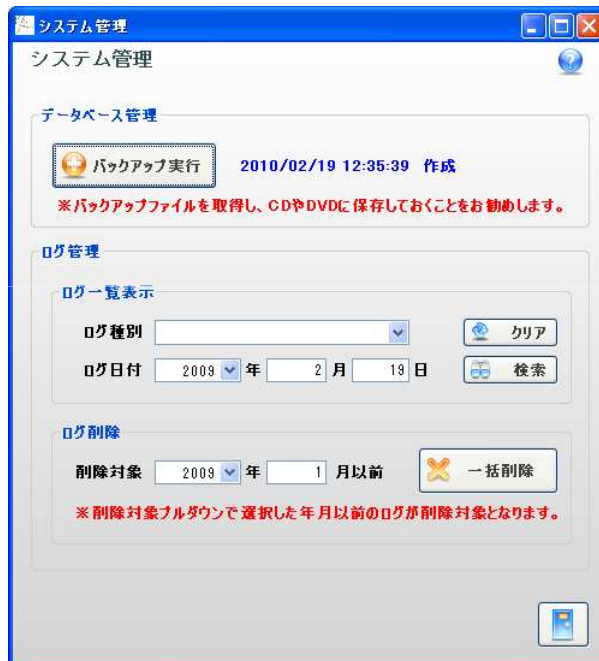 システム管理
システム管理
データベース管理
バックアップ実行 2010/02/19 12:35:39 作成
※バックアップファイルを取得し、CDやDVDに保存しておくことをお勧めします。
ログ管理
ログ一覧表示
ログ種別 クリア
ログ日付 2009 年 2 月 19 日 検索
ログ削除
削除対象 2009 年 1 月以前 一括削除
※削除対象プルダウンで選択した年月以前のログが削除対象となります。